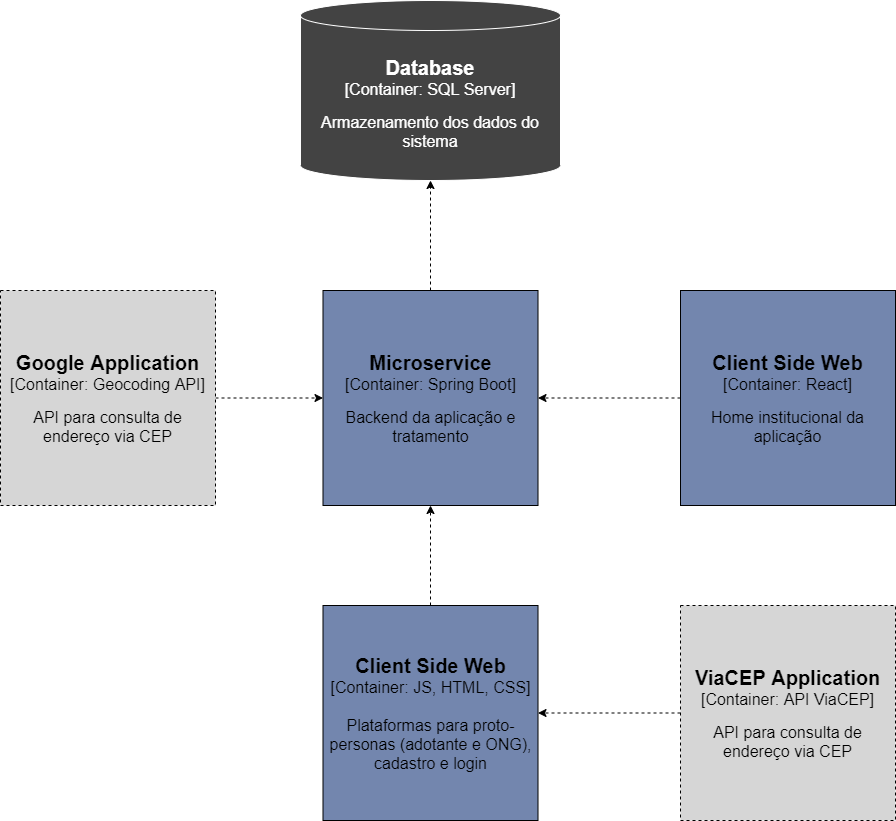 Database
[Container: SQL Server]
Armazenamento dos dados do
sistema
Google Application
[Container: Geocoding API]
API para consulta de
endereço via CEP
Microservice
[Container: Spring Boot]
Backend da aplicação e
tratamento
Client Side Web
[Container: React]
Home institucional da
aplicação
Client Side Web
[Container: JS, HTML, CSS]
Plataformas para proto-
personas (adotante e ONG),
cadastro e login
ViaCEP Application
[Container: API ViaCEP]
API para consulta de
endereço via CEP